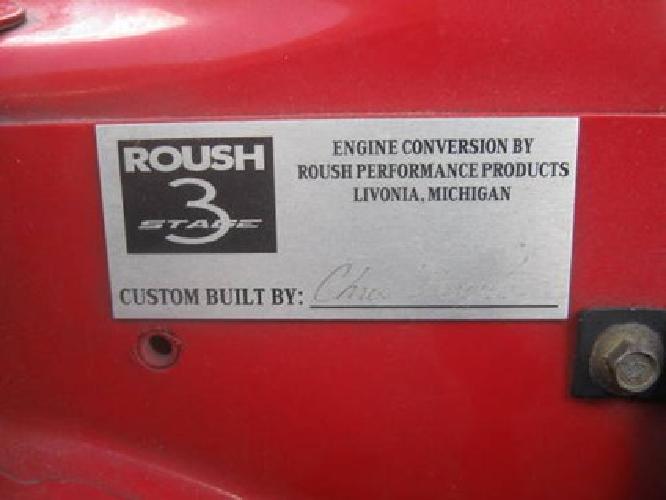 ROUSH
3
STAGE
ENGINE CONVERSION BY
ROUSH PERFORMANCE PRODUCTS
LIVONIA, MICHIGAN
CUSTOM BUILT BY: